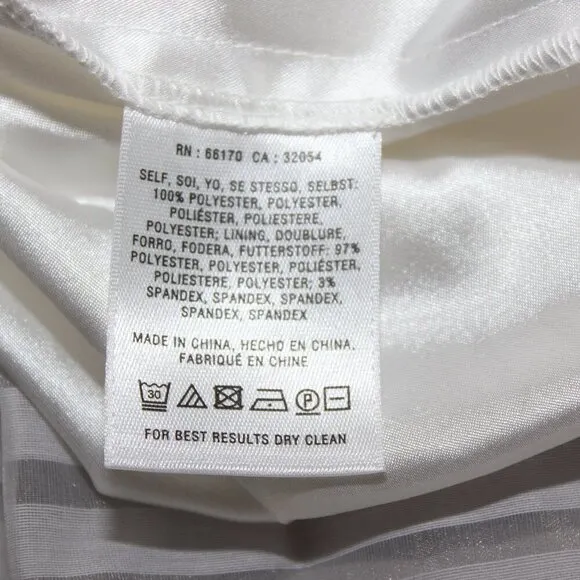 RN : 66170 CA : 32054
SELF, SOI, YO, SE STESSO, SELBST:
100% POLYESTER, POLYESTER,
POLIÉSTER, POLIESTERE,
POLYESTER; LINING, DOUBLURE,
FORRO, FODERA, FUTTERSTOFF: 97%
POLYESTER, POLYESTER, POLIÉSTER,
POLIESTERE, POLYESTER; 3%
SPANDEX, SPANDEX, SPANDEX,
SPANDEX, SPANDEX
MADE IN CHINA, HECHO EN CHINA,
FABRIQUÉ EN CHINE
30 P
FOR BEST RESULTS DRY CLEAN